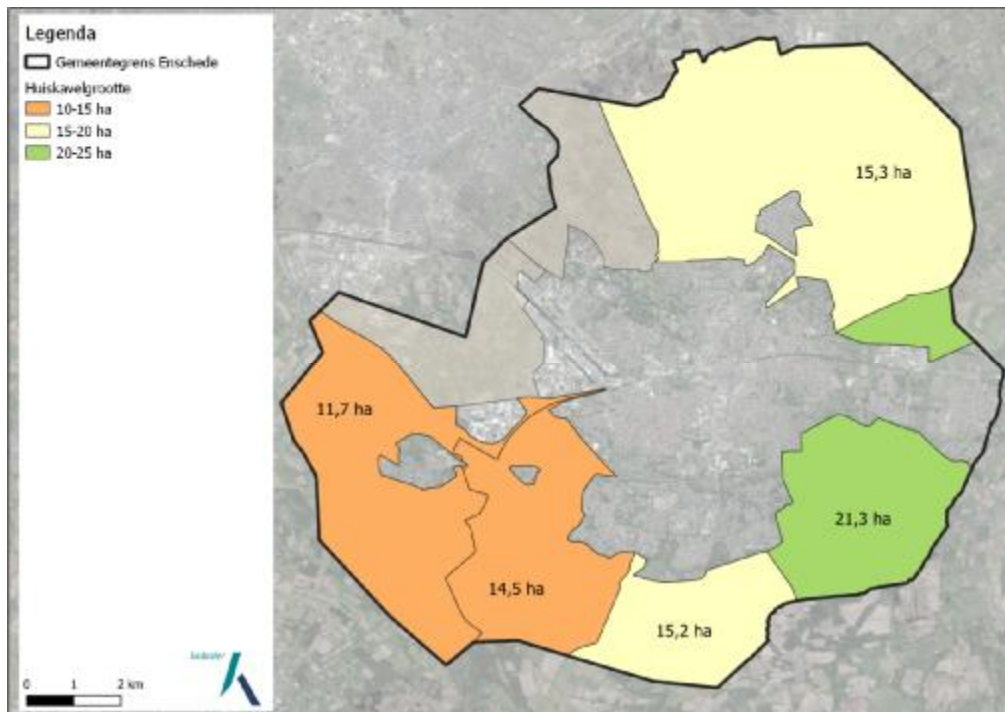 Legenda
Gemeentegrens Enschede
Huiskavelgrootte
10-15 ha
15-20 ha
20-25 ha
15,3 ha
11,7 ha
21,3 ha
14,5 ha
15,2 ha
kadaster
0 1 2 km